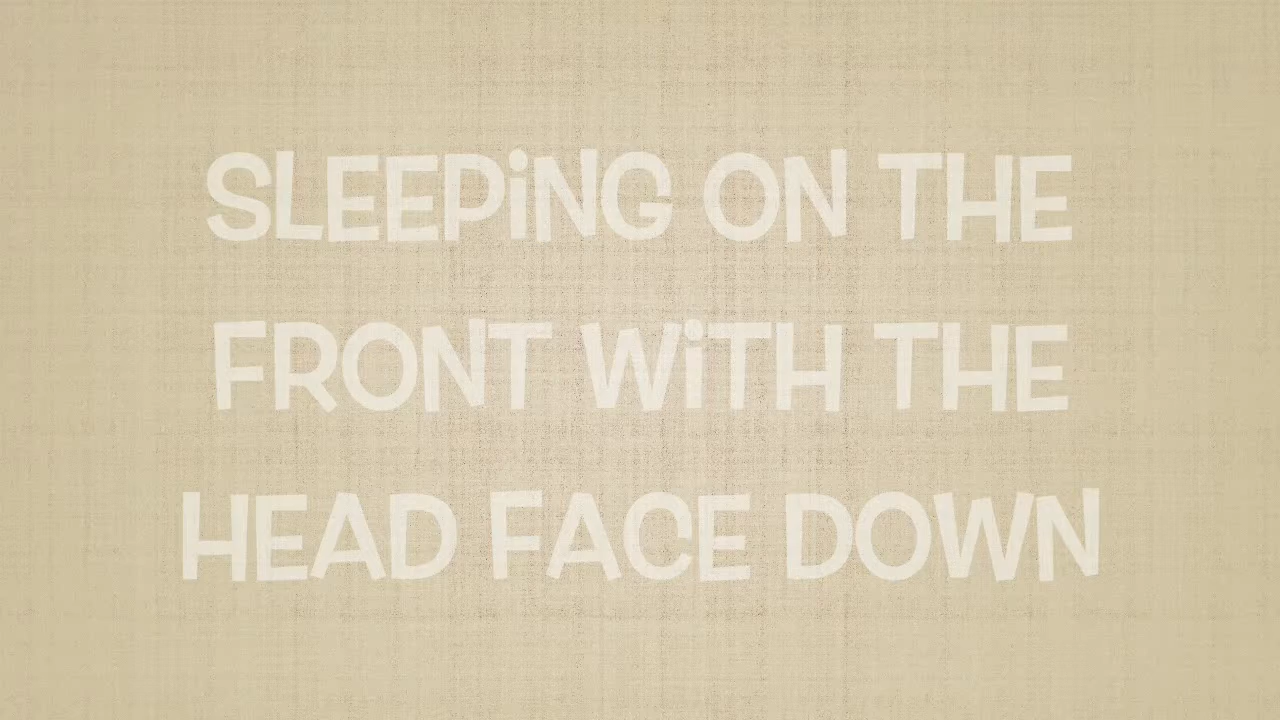 SLEEPiNG ON THE
FRONT WiTH THE
HEAD FACE DOWN